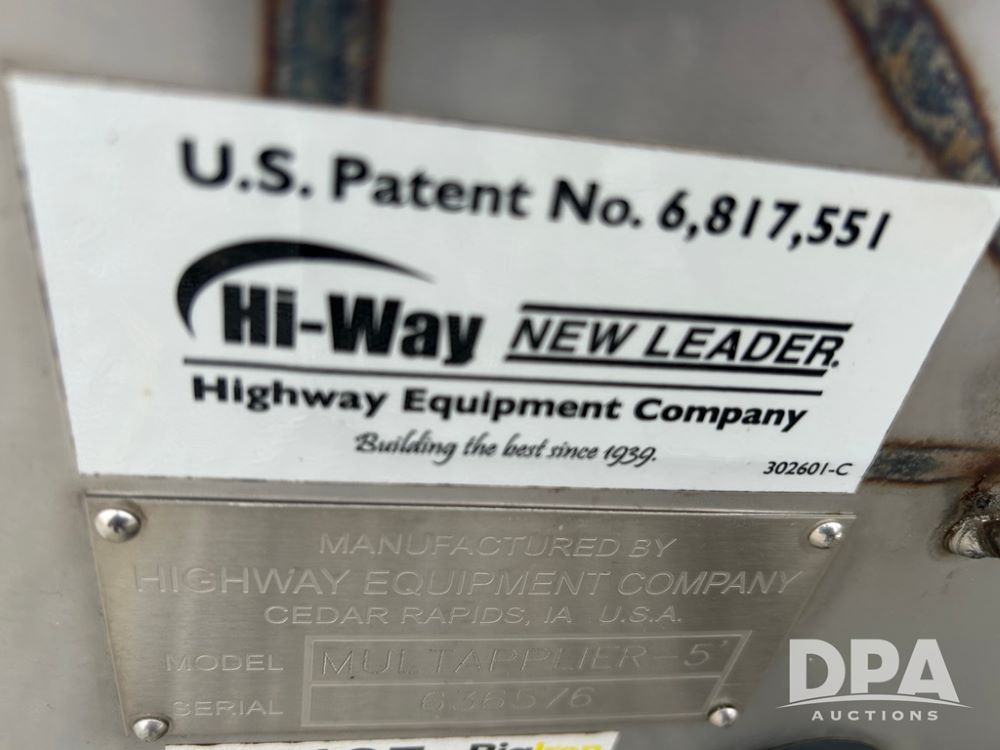 U.S. Patent No. 6,817,551
Hi-Way NEW LEADER.
Highway Equipment Company
Building the best since 1939.
302601-C
MANUFACTURED BY
HIGHWAY EQUIPMENT COMPANY
CEDAR RAPIDS, IA U.S.A.
MODEL MULTAPPLIER-5'
SERIAL 636576
DPA
AUCTIONS